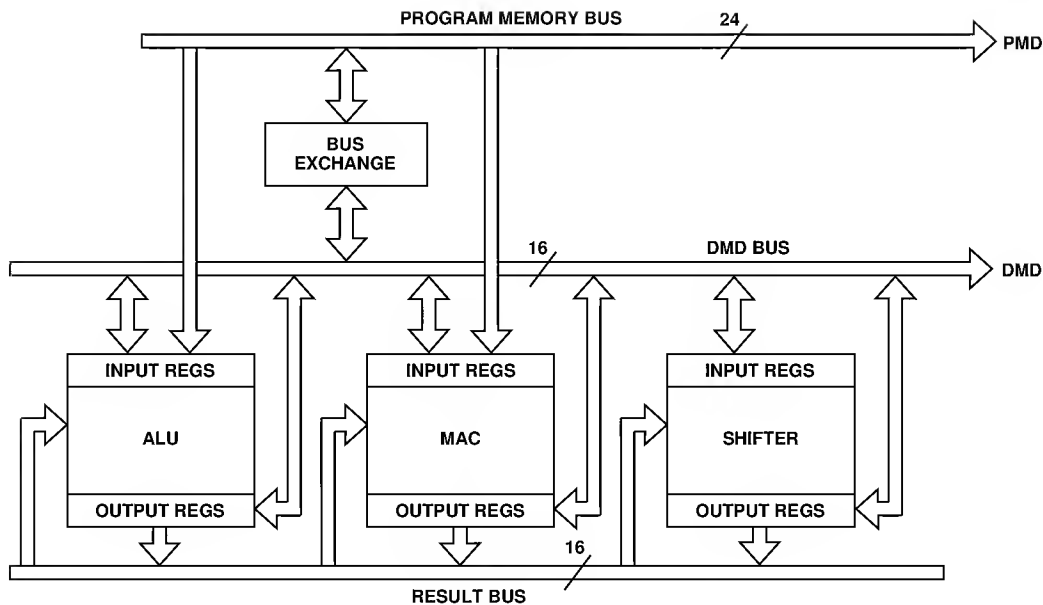 PROGRAM MEMORY BUS
24
PMD
BUS
EXCHANGE
16
DMD BUS
DMD
INPUT REGS
INPUT REGS
INPUT REGS
ALU
MAC
SHIFTER
OUTPUT REGS
OUTPUT REGS
OUTPUT REGS
16
RESULT BUS